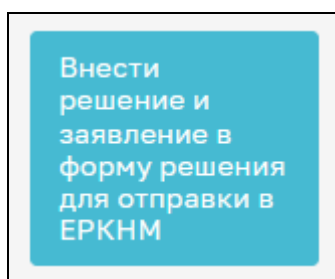 Внести
решение и
заявление в
форму решения
для отправки в
ЕРКНМ